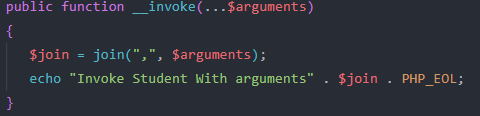 public function __invoke(...$arguments)
{
    $join = join(",", $arguments);
    echo "Invoke Student With arguments" . $join . PHP_EOL;
}